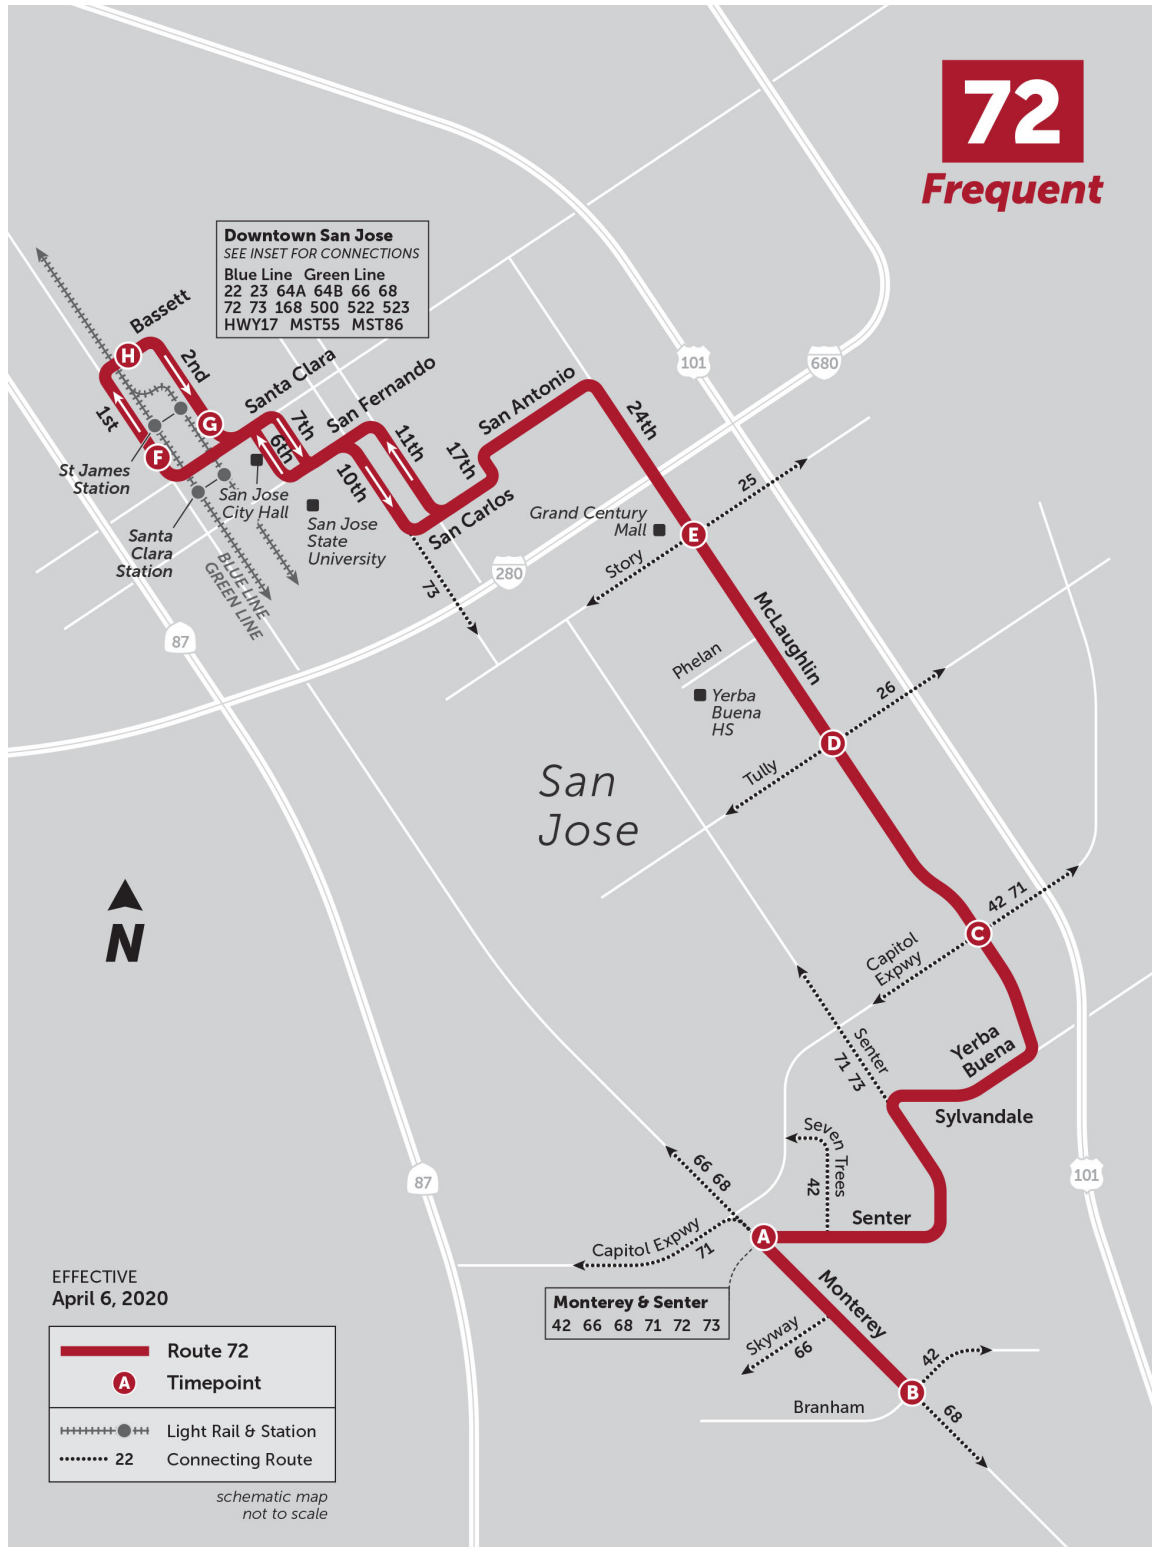 72
Frequent
Downtown San Jose
SEE INSET FOR CONNECTIONS
Blue Line Green Line
22 23 64A 64B 66 68
72 73 168 500 522 523
HWY17 MST55 MST86
Bassett
H
2nd
1st
G
F
Santa Clara
7th
6th
San Fernando
11th
10th
17th
San Antonio
San Carlos
24th
101
680
St James
Station
San Jose
City Hall
San Jose
State
University
Santa
Clara
Station
BLUE LINE
GREEN LINE
73
280
87
Grand Century
Mall
E
25
Story
McLaughlin
Phelan
Yerba
Buena
HS
26
D
Tully
San
Jose
N
42 71
C
Capitol
Expwy
Senter
71 73
Yerba
Buena
Sylvandale
Seven Trees
42
66 68
87
101
Senter
A
Capitol Expwy
71
Monterey & Senter
42 66 68 71 72 73
Monterey
Skyway
66
42
B
Branham
68
EFFECTIVE
April 6, 2020
Route 72
A Timepoint
Light Rail & Station
22 Connecting Route
schematic map
not to scale